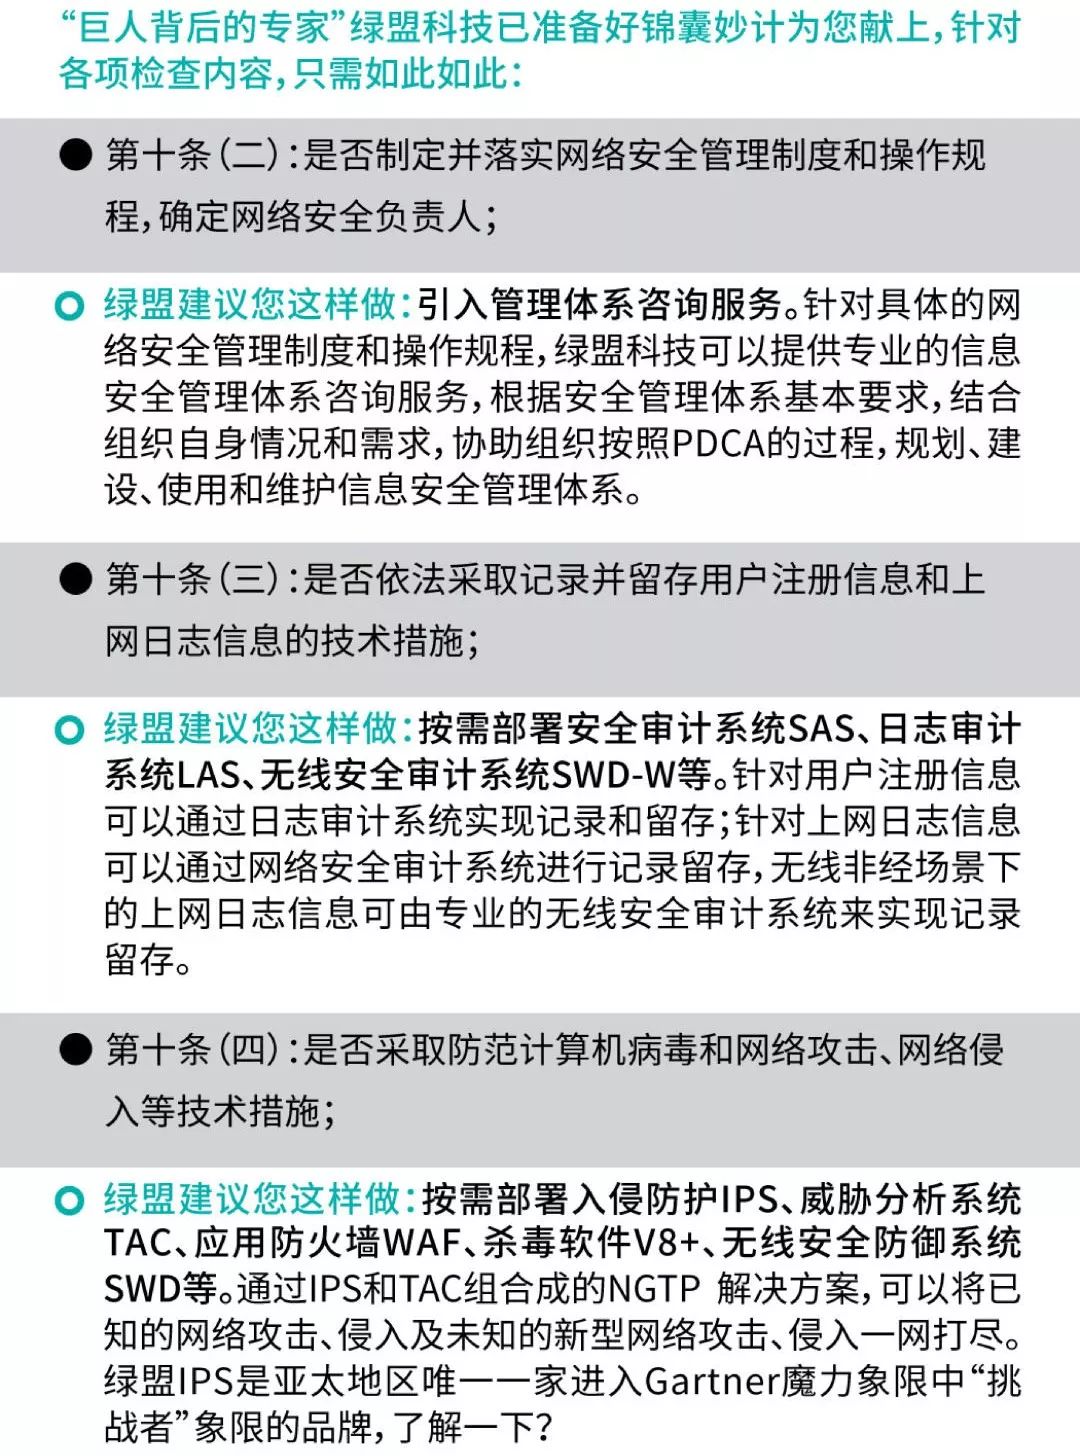 “巨人背后的专家”绿盟科技已准备好锦囊妙计为您献上，针对
各项检查内容，只需如此如此：
● 第十条（二）：是否制定并落实网络安全管理制度和操作规
程，确定网络安全负责人；
绿盟建议您这样做：引入管理体系咨询服务。针对具体的网
络安全管理制度和操作规程，绿盟科技可以提供专业的信息
安全管理体系咨询服务，根据安全管理体系基本要求，结合
组织自身情况和需求，协助组织按照PDCA的过程，规划、建
设、使用和维护信息安全管理体系。
● 第十条（三）：是否依法采取记录并留存用户注册信息和上
网日志信息的技术措施；
绿盟建议您这样做：按需部署安全审计系统SAS、日志审计
系统LAS、无线安全审计系统SWD-W等。针对用户注册信息
可以通过日志审计系统实现记录和留存；针对上网日志信息
可以通过网络安全审计系统进行记录留存，无线非经场景下
的上网日志信息可由专业的无线安全审计系统来实现记录
留存。
● 第十条（四）：是否采取防范计算机病毒和网络攻击、网络侵
入等技术措施；
绿盟建议您这样做：按需部署入侵防护IPS、威胁分析系统
TAC、应用防火墙WAF、杀毒软件V8+、无线安全防御系统
SWD等。通过IPS和TAC组合成的NGTP 解决方案，可以将已
知的网络攻击、侵入及未知的新型网络攻击、侵入一网打尽。
绿盟IPS是亚太地区唯一一家进入Gartner魔力象限中“挑
战者”象限的品牌，了解一下？